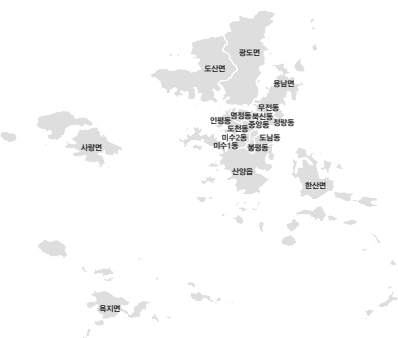 광도면
도산면
용남면
무전동
명정동 북신동
인평동 중앙동 정량동
도천동
미수2동 도남동
미수1동 봉평동
사량면
산양읍
한산면
욕지면